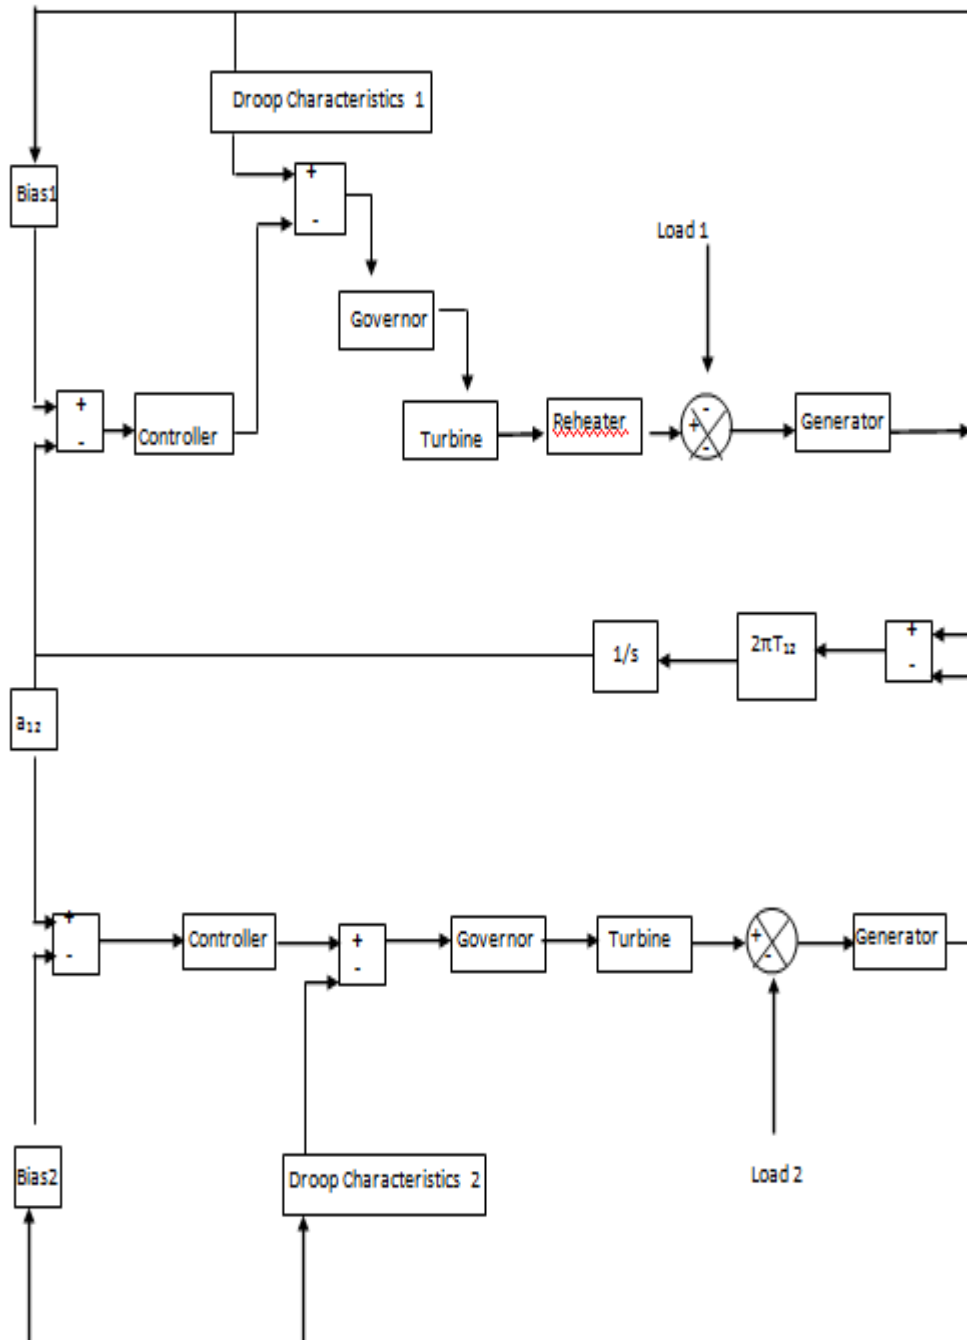 Droop Characteristics 1
+
Bias1
-
Load 1
Governor
+
-
Controller
Turbine
Reheater
-
+
-
Generator
+
-
2πT₁₂
1/s
a₁₂
+
-
Controller
+
-
Governor
Turbine
+
-
Generator
Bias2
Droop Characteristics 2
Load 2